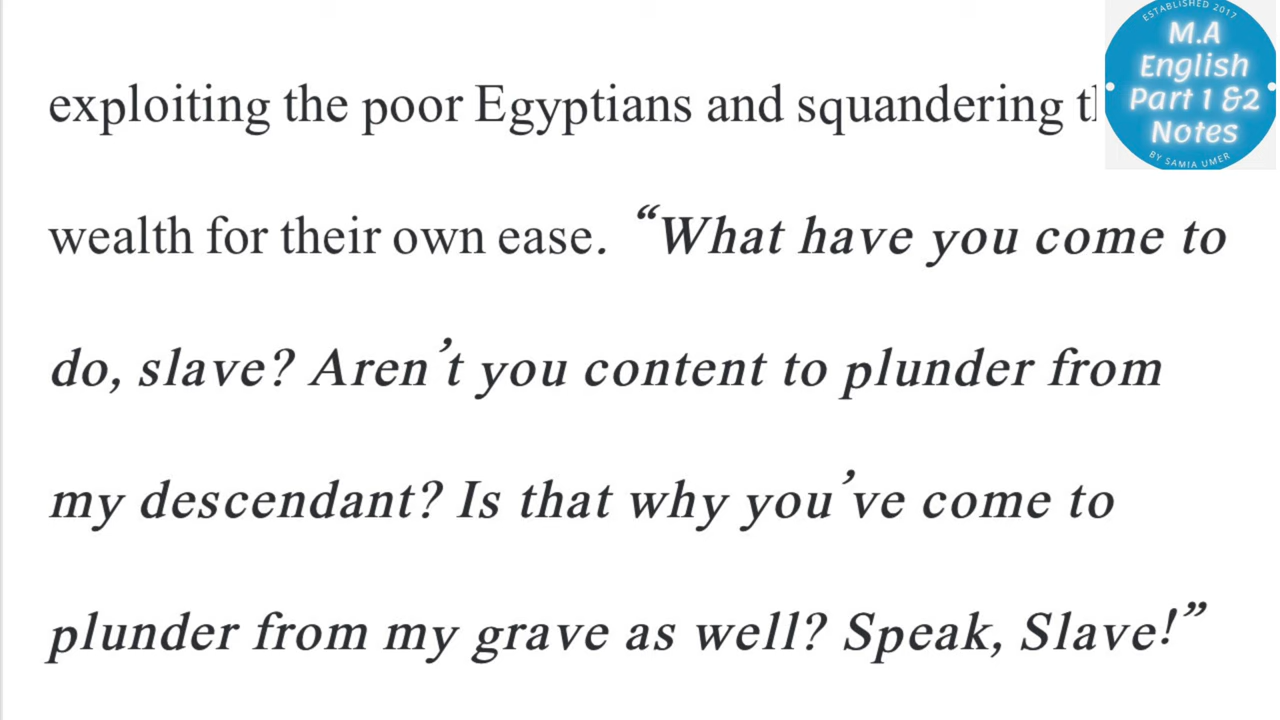 exploiting the poor Egyptians and squandering
wealth for their own ease. “What have you come to
do, slave? Aren’t you content to plunder from
my descendant? Is that why you’ve come to
plunder from my grave as well? Speak, Slave!”
ESTABLISHED 2017
M.A
English
Part 1 &2
Notes
BY SAMIA UMER